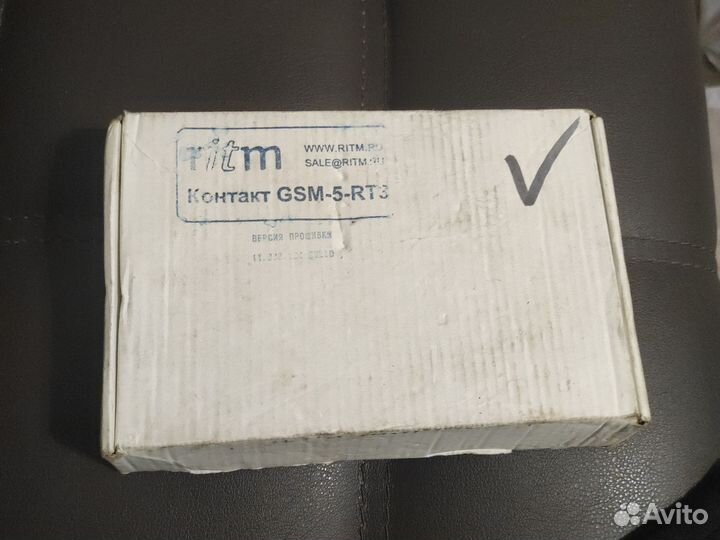 ritm
WWW.RITM.RU
SALE@RITM.RU
Контакт GSM-5-RT3
ВЕРСИЯ ПРОШИВКИ
Avito